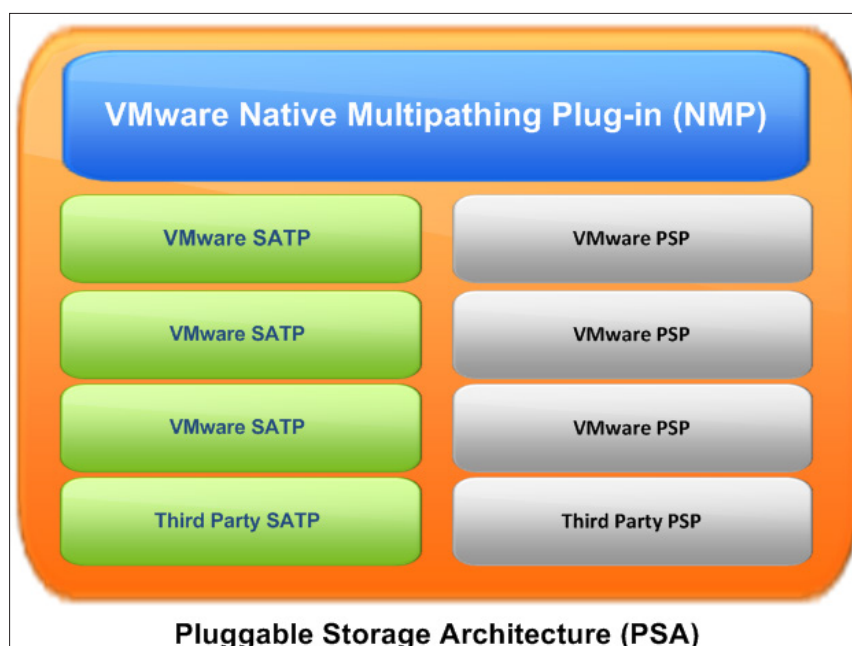 VMware Native Multipathing Plug-in (NMP)
VMware SATP
VMware PSP
VMware SATP
VMware PSP
VMware SATP
VMware PSP
Third Party SATP
Third Party PSP
Pluggable Storage Architecture (PSA)